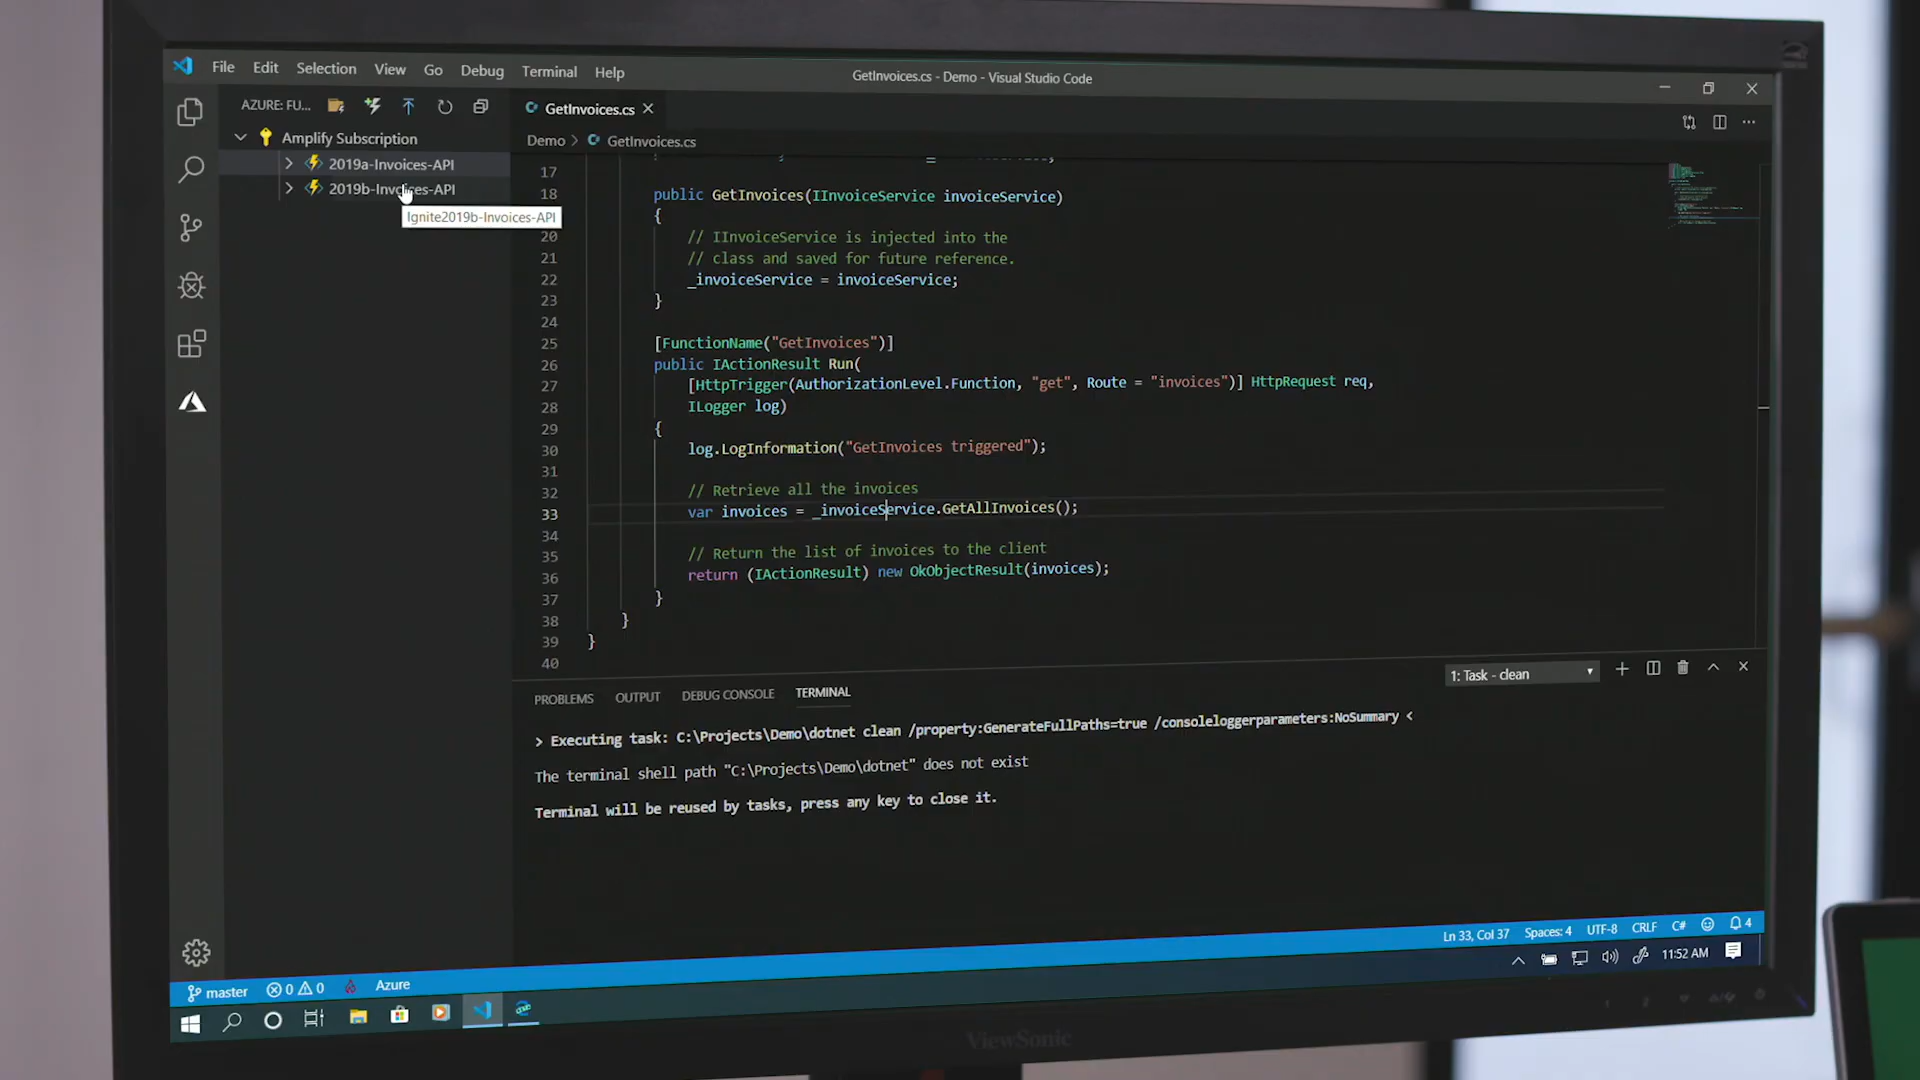 File Edit Selection View Go Debug Terminal Help
GetInvoices.cs - Demo - Visual Studio Code
AZURE: FU...
GetInvoices.cs
Amplify Subscription
Demo > GetInvoices.cs
2019a-Invoices-API
2019b-Invoices-API
Ignite2019b-Invoices-API
17
18 public GetInvoices(IInvoiceService invoiceService)
{
20 // IInvoiceService is injected into the
21 // class and saved for future reference.
22 _invoiceService = invoiceService;
23 }
24
25 [FunctionName("GetInvoices")]
26 public IActionResult Run(
27 [HttpTrigger(AuthorizationLevel.Function, "get", Route = "invoices")] HttpRequest req,
28 ILogger log)
29 {
30 log.LogInformation("GetInvoices triggered");
31
32 // Retrieve all the invoices
33 var invoices = _invoiceService.GetAllInvoices();
34
35 // Return the list of invoices to the client
36 return (IActionResult) new OkObjectResult(invoices);
37 }
38 }
39 }
40
PROBLEMS OUTPUT DEBUG CONSOLE TERMINAL
1: Task - clean
> Executing task: C:\Projects\Demo\dotnet clean /property:GenerateFullPaths=true /consoleloggerparameters:NoSummary <
The terminal shell path "C:\Projects\Demo\dotnet" does not exist
Terminal will be reused by tasks, press any key to close it.
master 0 0 Azure
Ln 33, Col 37 Spaces: 4 UTF-8 CRLF C# 4
11:52 AM
ViewSonic